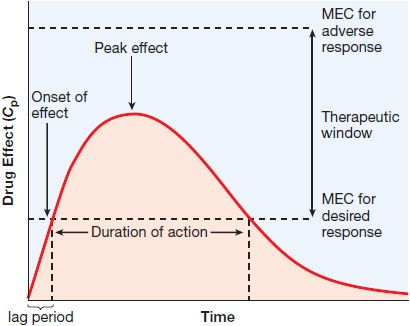 MEC for
adverse
response
Peak effect
Onset of
effect
Therapeutic
window
Drug Effect (Cp)
MEC for
desired
response
Duration of action
lag period
Time